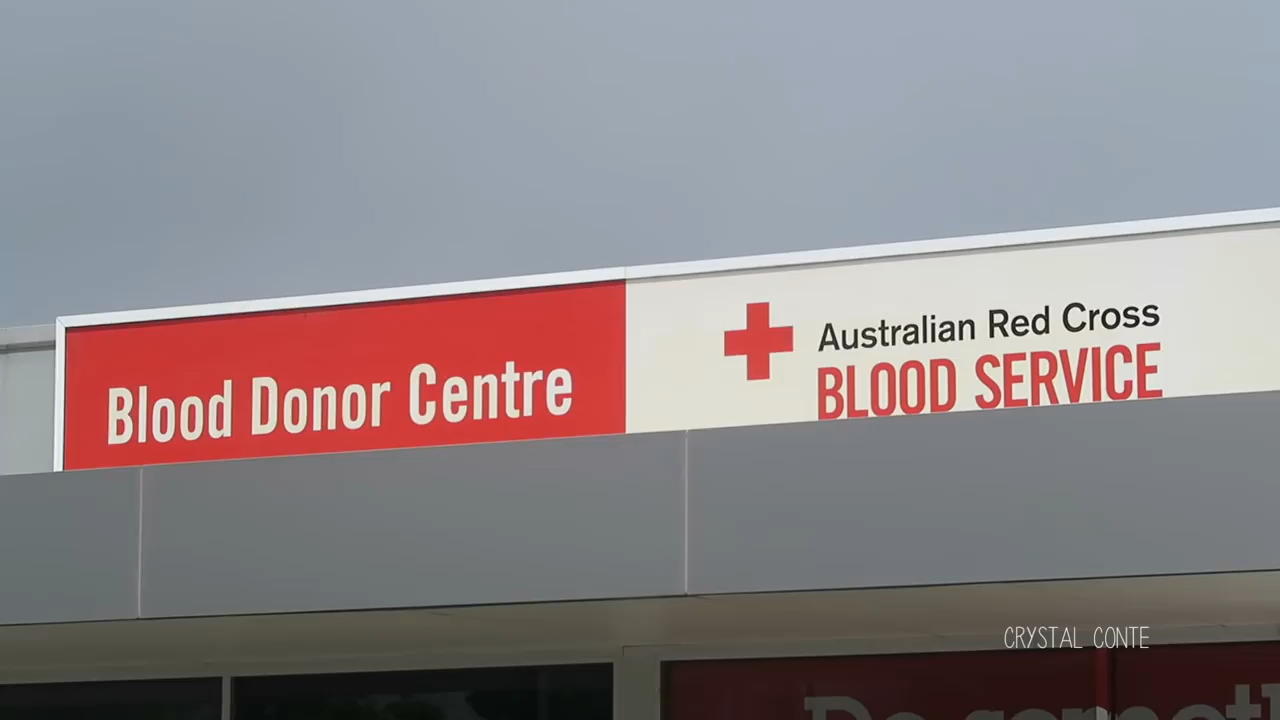 Blood Donor Centre
Australian Red Cross
BLOOD SERVICE
CRYSTAL CONTE